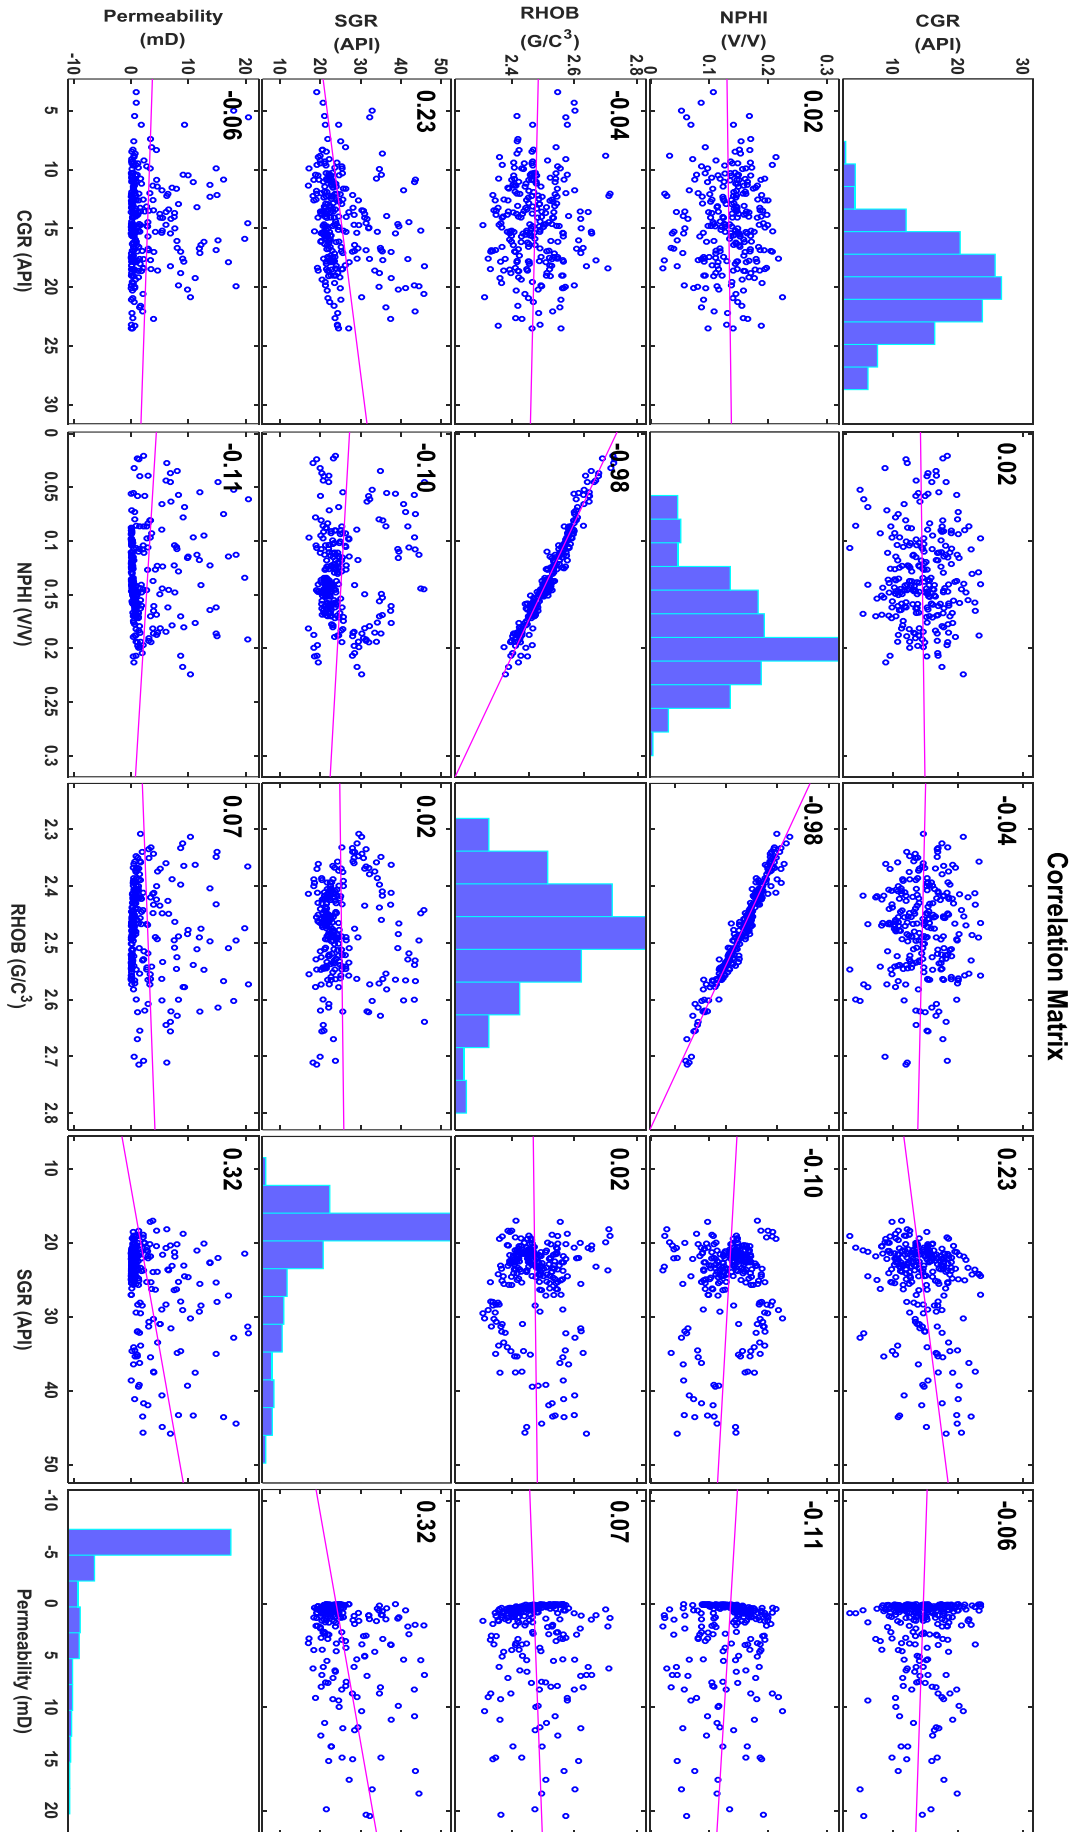 Correlation Matrix
CGR
(API)
30
20
10
0.02
-0.04
0.23
-0.06
NPHI
(V/V)
0.3
0.2
0.1
0
0.02
-0.98
-0.10
-0.11
RHOB
(G/C³)
2.8
2.6
2.4
-0.04
-0.98
0.02
0.07
SGR
(API)
50
40
30
20
10
0.23
-0.10
0.02
0.32
Permeability
(mD)
20
10
0
-10
-0.06
-0.11
0.07
0.32
5 10 15 20 25 30
0 0.05 0.1 0.15 0.2 0.25 0.3
2.3 2.4 2.5 2.6 2.7 2.8
10 20 30 40 50
-10 -5 0 5 10 15 20
CGR (API)
NPHI (V/V)
RHOB (G/C³)
SGR (API)
Permeability (mD)